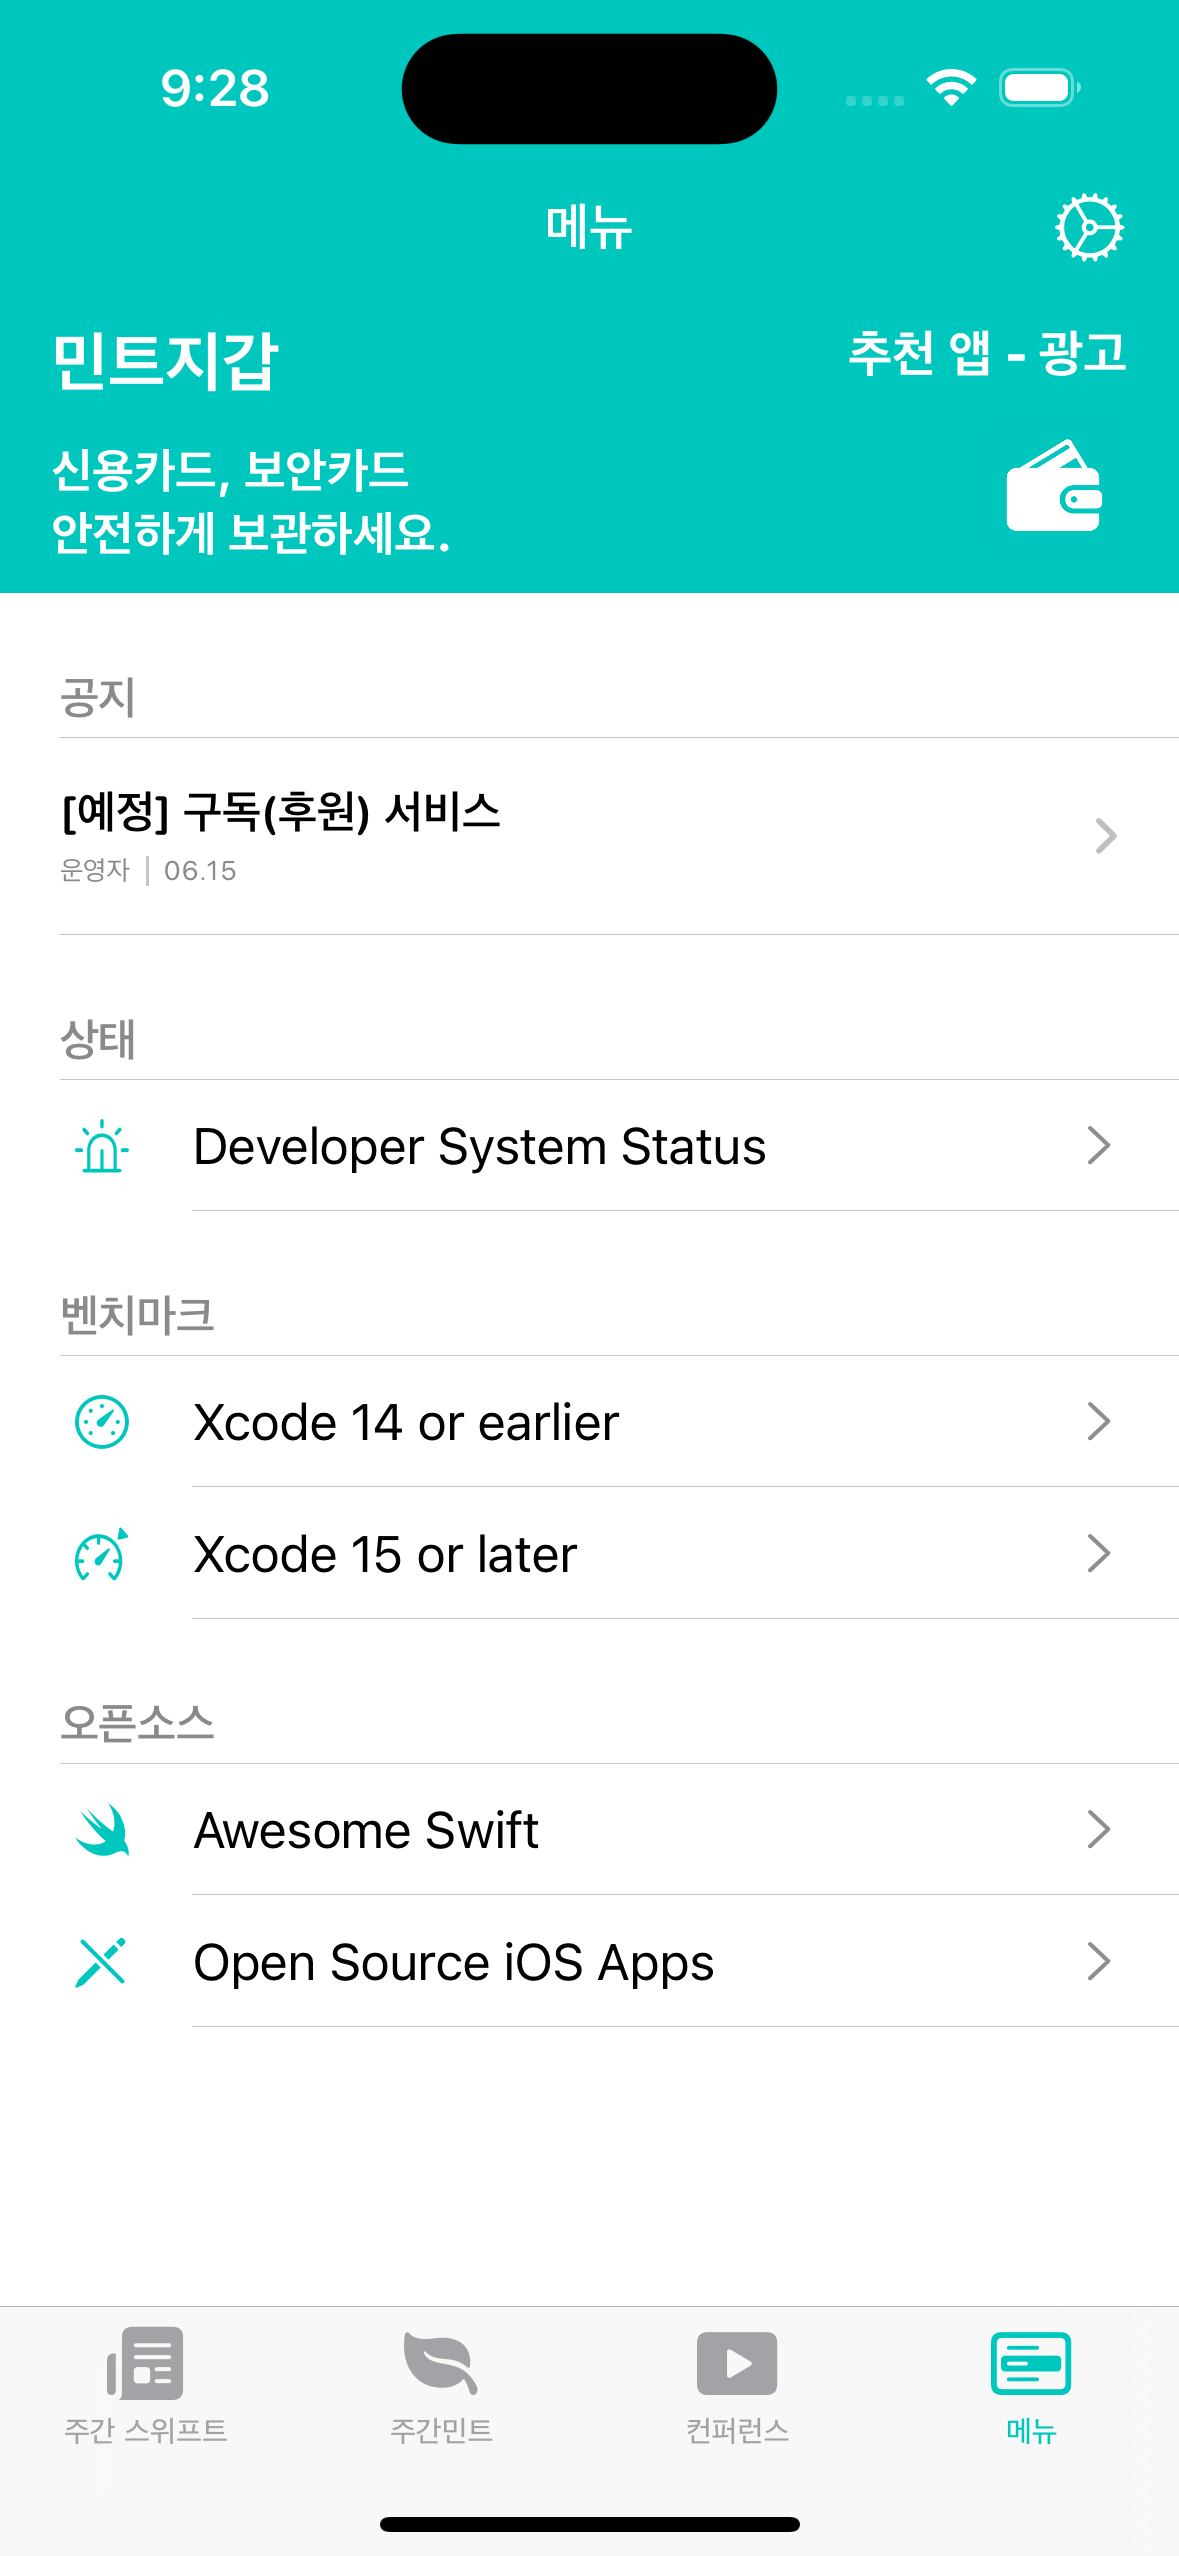 9:28
메뉴
민트지갑
추천 앱 - 광고
신용카드, 보안카드
안전하게 보관하세요.
공지
[예정] 구독(후원) 서비스
운영자 | 06.15
상태
Developer System Status
벤치마크
Xcode 14 or earlier
Xcode 15 or later
오픈소스
Awesome Swift
Open Source iOS Apps
주간 스위프트
주간민트
컨퍼런스
메뉴